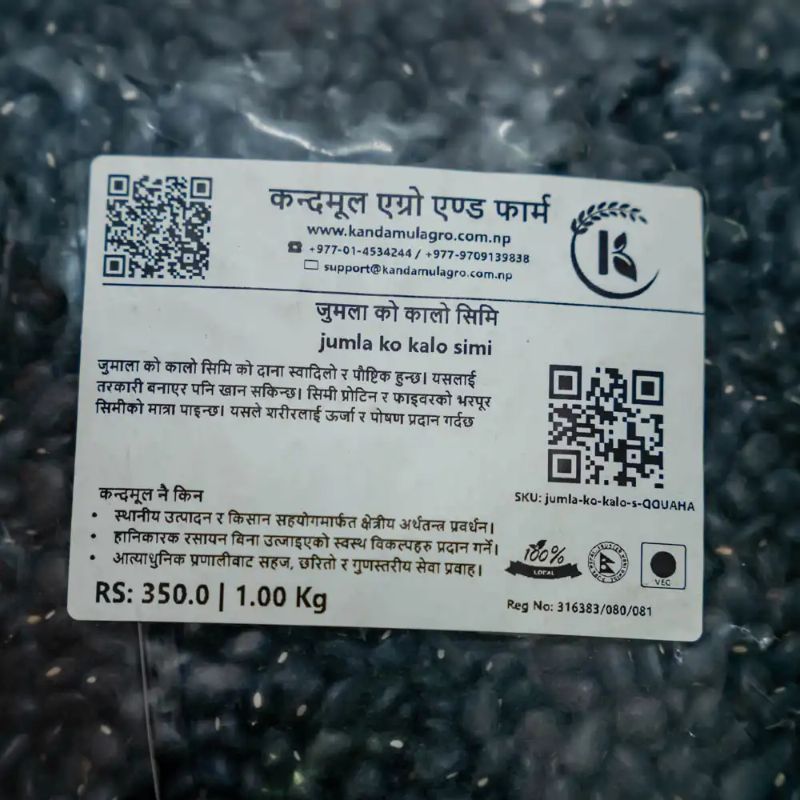 कन्दमूल एग्रो एण्ड फार्म
www.kandamulagro.com.np
+977-01-4534244 / +977-9709139838
support@kandamulagro.com.np
K
जुमला को कालो सिमि
jumla ko kalo simi
जुमाला को कालो सिमि को दाना स्वादिलो र पौष्टिक हुन्छ। यसलाई
तरकारी बनाएर पनि खान सकिन्छ। सिमी प्रोटिन र फाइवरको भरपूर
सिमीको मात्रा पाइन्छ। यसले शरीरलाई ऊर्जा र पोषण प्रदान गर्दछ
SKU: jumla-ko-kalo-s-QOUAHA
कन्दमूल नै किन
• स्थानीय उत्पादन र किसान सहयोगमार्फत क्षेत्रीय अर्थतन्त्र प्रवर्धन।
• हानिकारक रसायन विना उत्जाइएको स्वस्थ विकल्पहरु प्रदान गर्ने।
• आत्याधुनिक प्रणालीवाट सहज, छरितो र गुणस्तरीय सेवा प्रवाह।
100%
LOCAL
VEG
RS: 350.0 | 1.00 Kg
Reg No: 316383/080/081